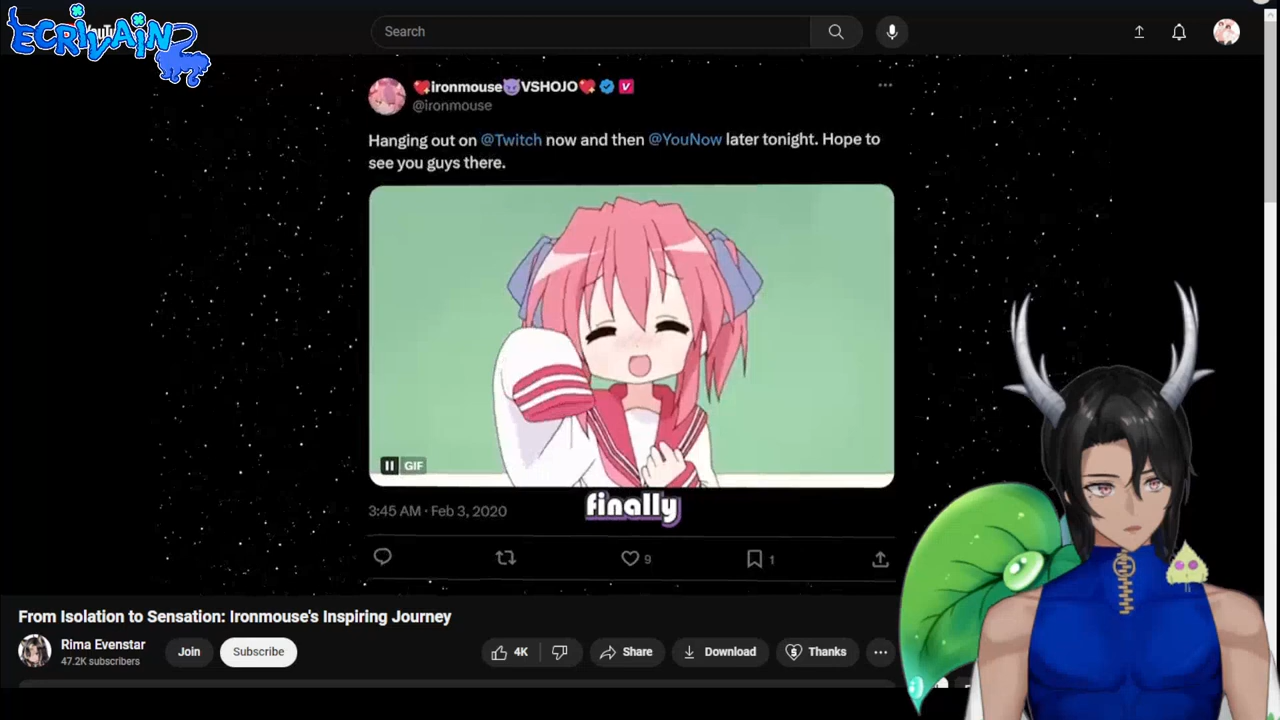 ECRIVAIN
Search
ironmouse VSHOJO V
@ironmouse
Hanging out on @Twitch now and then @YouNow later tonight. Hope to
see you guys there.
GIF
finally
3:45 AM · Feb 3, 2020
9
1
From Isolation to Sensation: Ironmouse's Inspiring Journey
Rima Evenstar
47.2K subscribers
Join
Subscribe
4K
Share
Download
Thanks